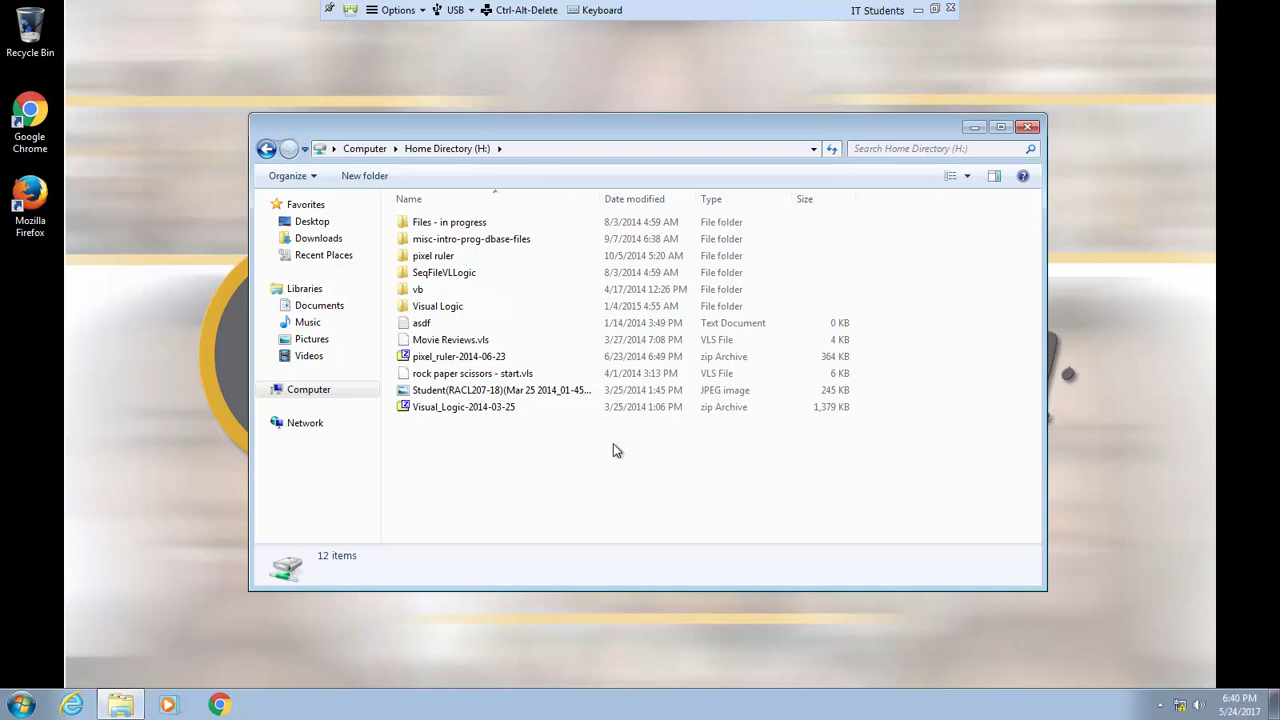 Options USB Ctrl-Alt-Delete Keyboard IT Students
Recycle Bin
Google
Chrome
Mozilla
Firefox
Computer Home Directory (H:) Search Home Directory (H:)
Organize New folder
Name Date modified Type Size
Favorites
Desktop
Downloads
Recent Places
Libraries
Documents
Music
Pictures
Videos
Computer
Network
Files - in progress 8/3/2014 4:59 AM File folder
misc-intro-prog-dbase-files 9/7/2014 6:38 AM File folder
pixel ruler 10/5/2014 5:20 AM File folder
SeqFileVLLogic 8/3/2014 4:59 AM File folder
vb 4/17/2014 12:26 PM File folder
Visual Logic 1/4/2015 4:55 AM File folder
asdf 1/14/2014 3:49 PM Text Document 0 KB
Movie Reviews.vls 3/27/2014 7:08 PM VLS File 4 KB
pixel_ruler-2014-06-23 6/23/2014 6:49 PM zip Archive 364 KB
rock paper scissors - start.vls 4/1/2014 3:13 PM VLS File 6 KB
Student(RACL207-18)(Mar 25 2014_01-45... 3/25/2014 1:45 PM JPEG image 245 KB
Visual_Logic-2014-03-25 3/25/2014 1:06 PM zip Archive 1,379 KB
12 items
6:40 PM
5/24/2017